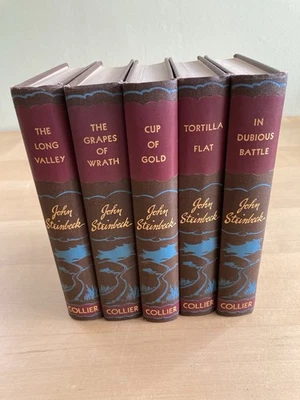 THE
LONG
VALLEY
John
Steinbeck
COLLIER
THE
GRAPES OF
WRATH
John
Steinbeck
COLLIER
CUP
OF
GOLD
John
Steinbeck
COLLIER
TORTILLA
FLAT
John
Steinbeck
COLLIER
IN
DUBIOUS
BATTLE
John
Steinbeck
COLLIER